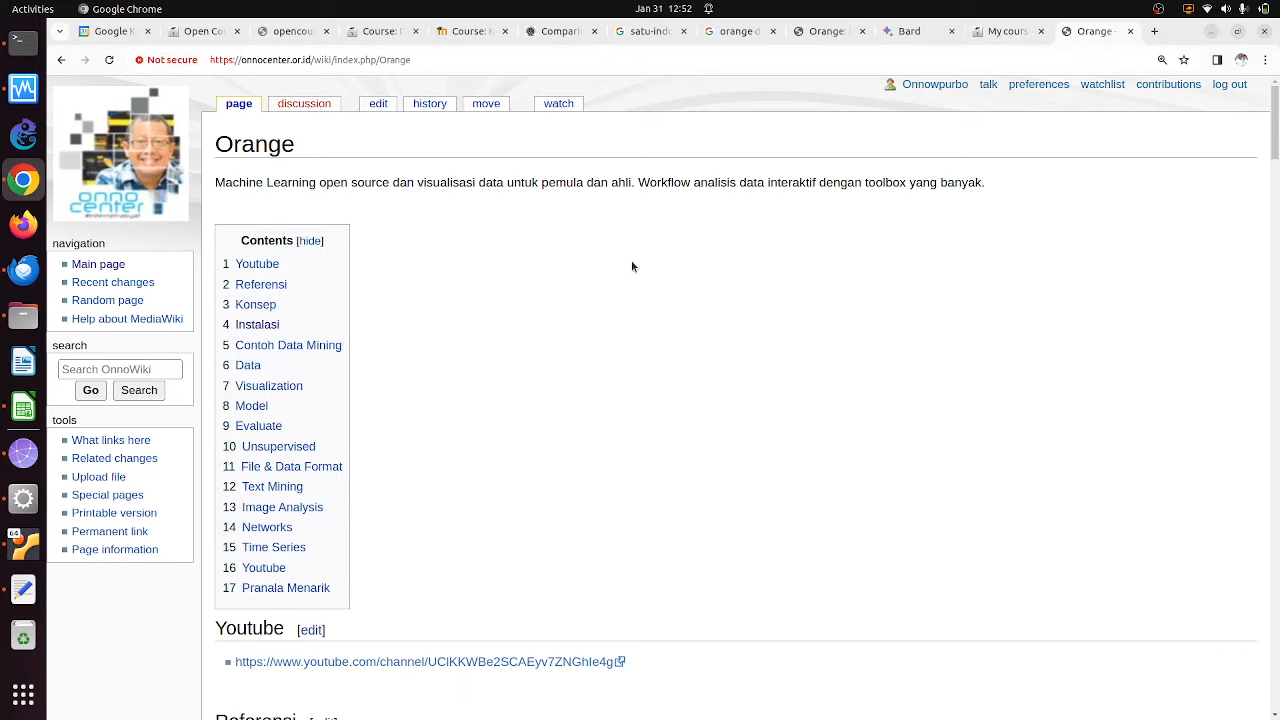 Activities Google Chrome Jan 31 12:52
Google K Open Co opencou Course: Course: K Compari satu-indo orange d Orange: Bard My cours Orange -
Not secure https://onnocenter.or.id/wiki/index.php/Orange
Onnowpurbo talk preferences watchlist contributions log out
page discussion edit history move watch
onno
center
Orange
Machine Learning open source dan visualisasi data untuk pemula dan ahli. Workflow analisis data interaktif dengan toolbox yang banyak.
navigation
Main page
Recent changes
Random page
Help about MediaWiki
search
Search OnnoWiki
Go Search
tools
What links here
Related changes
Upload file
Special pages
Printable version
Permanent link
Page information
Contents [hide]
1 Youtube
2 Referensi
3 Konsep
4 Instalasi
5 Contoh Data Mining
6 Data
7 Visualization
8 Model
9 Evaluate
10 Unsupervised
11 File & Data Format
12 Text Mining
13 Image Analysis
14 Networks
15 Time Series
16 Youtube
17 Pranala Menarik
Youtube [edit]
https://www.youtube.com/channel/UClKKWBe2SCAEyv7ZNGhIe4g
Referensi [edit]
64